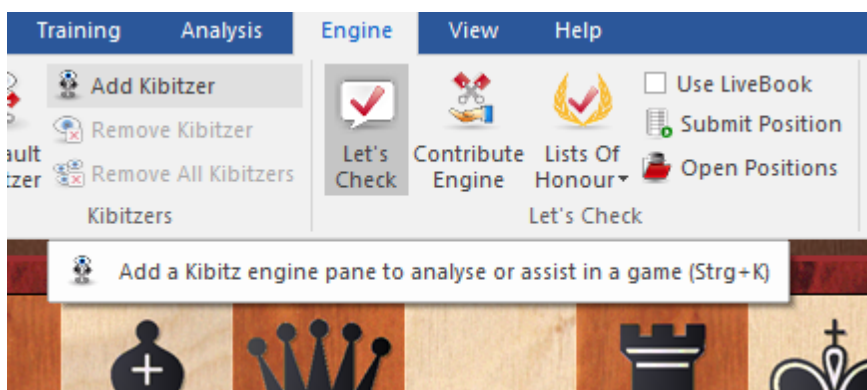 Training Analysis Engine View Help
Add Kibitzer
Remove Kibitzer
Remove All Kibitzers
ault
tzer
Kibitzers
Let's
Check
Contribute
Engine
Lists Of
Honour
Use LiveBook
Submit Position
Open Positions
Let's Check
Add a Kibitz engine pane to analyse or assist in a game (Strg+K)